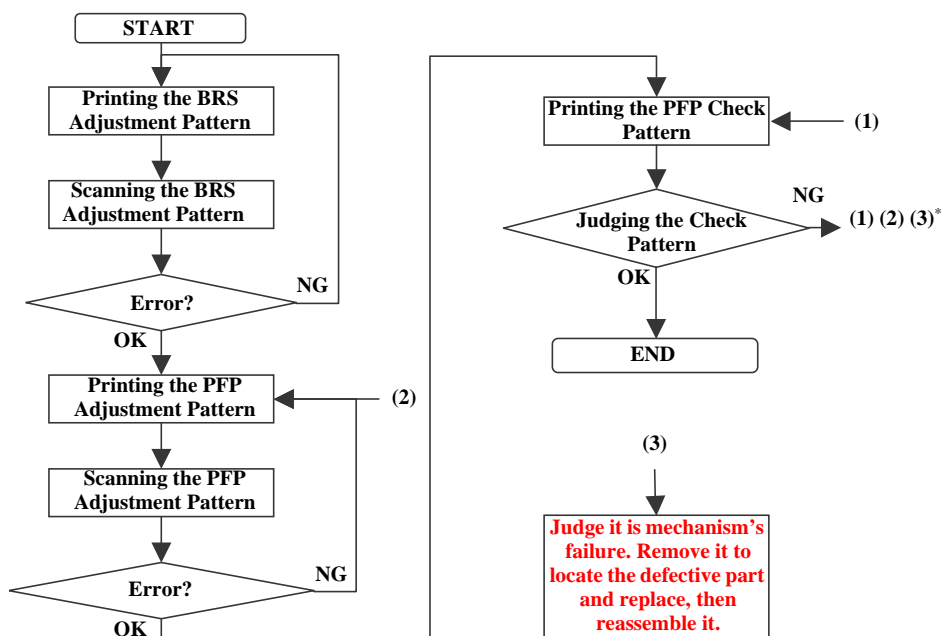 START
Printing the BRS
Adjustment Pattern
Scanning the BRS
Adjustment Pattern
Error?
NG
OK
Printing the PFP
Adjustment Pattern
(2)
Scanning the PFP
Adjustment Pattern
Error?
NG
OK
Printing the PFP Check
Pattern
(1)
Judging the Check
Pattern
NG
(1) (2) (3)*
OK
END
(3)
Judge it is mechanism's
failure. Remove it to
locate the defective part
and replace, then
reassemble it.